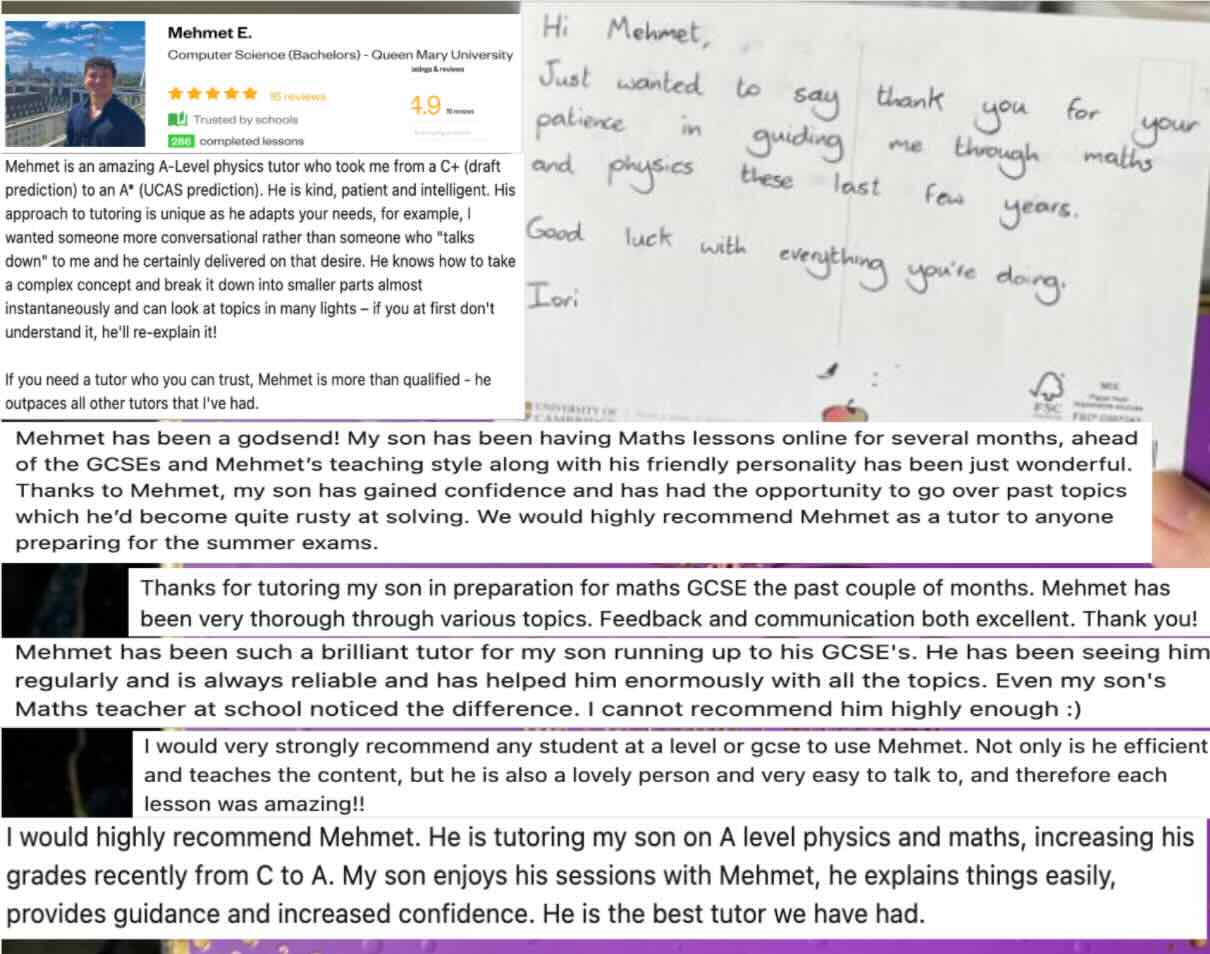 Mehmet E.
Computer Science (Bachelors) - Queen Mary University
ratings & reviews
16 reviews
4.9
Trusted by schools
286 completed lessons
Mehmet is an amazing A-Level physics tutor who took me from a C+ (draft
prediction) to an A* (UCAS prediction). He is kind, patient and intelligent. His
approach to tutoring is unique as he adapts your needs, for example, I
wanted someone more conversational rather than someone who "talks
down" to me and he certainly delivered on that desire. He knows how to take
a complex concept and break it down into smaller parts almost
instantaneously and can look at topics in many lights – if you at first don't
understand it, he'll re-explain it!
If you need a tutor who you can trust, Mehmet is more than qualified - he
outpaces all other tutors that I've had.
Hi Mehmet,
Just wanted to say thank you for your
patience in guiding me through maths
and physics these last few years.
Good luck with everything you're doing.
Iori
UNIVERSITY OF
CAMBRIDGE
FSC
Mehmet has been a godsend! My son has been having Maths lessons online for several months, ahead
of the GCSEs and Mehmet's teaching style along with his friendly personality has been just wonderful.
Thanks to Mehmet, my son has gained confidence and has had the opportunity to go over past topics
which he'd become quite rusty at solving. We would highly recommend Mehmet as a tutor to anyone
preparing for the summer exams.
Thanks for tutoring my son in preparation for maths GCSE the past couple of months. Mehmet has
been very thorough through various topics. Feedback and communication both excellent. Thank you!
Mehmet has been such a brilliant tutor for my son running up to his GCSE's. He has been seeing him
regularly and is always reliable and has helped him enormously with all the topics. Even my son's
Maths teacher at school noticed the difference. I cannot recommend him highly enough :)
I would very strongly recommend any student at a level or gcse to use Mehmet. Not only is he efficient
and teaches the content, but he is also a lovely person and very easy to talk to, and therefore each
lesson was amazing!!
I would highly recommend Mehmet. He is tutoring my son on A level physics and maths, increasing his
grades recently from C to A. My son enjoys his sessions with Mehmet, he explains things easily,
provides guidance and increased confidence. He is the best tutor we have had.